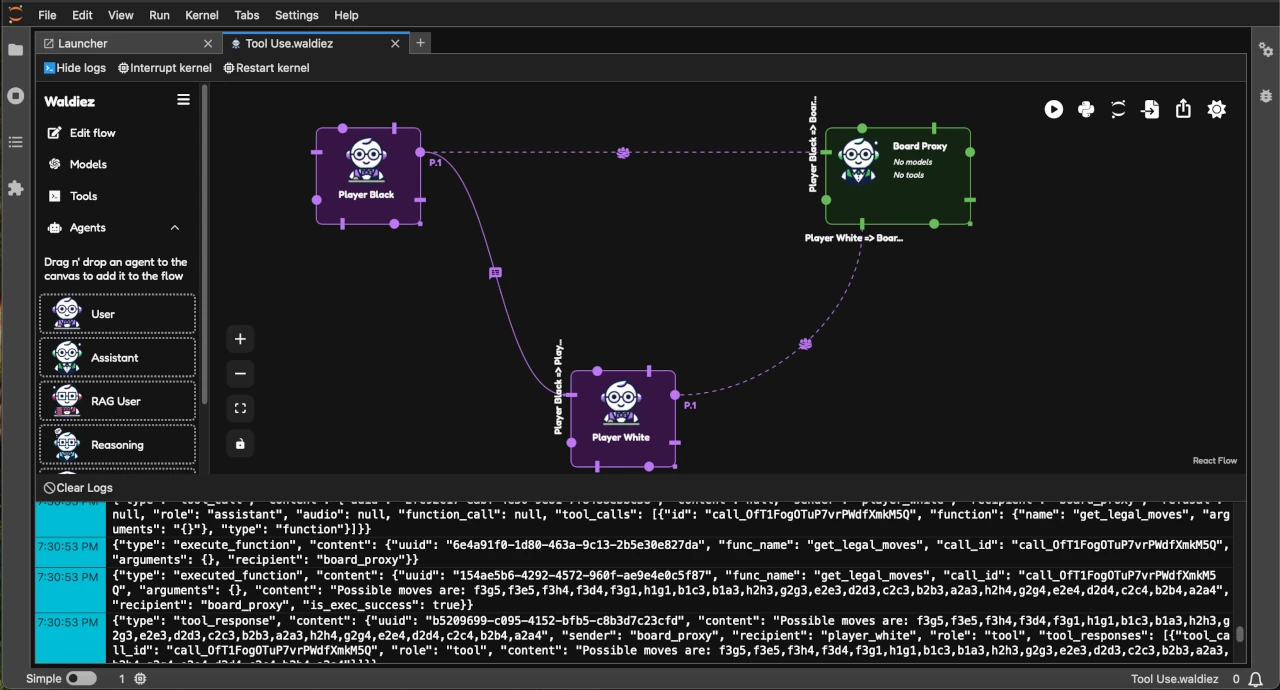 File Edit View Run Kernel Tabs Settings Help
Launcher
Tool Use.waldiez
Hide logs Interrupt kernel Restart kernel
Waldiez
Edit flow
Models
Tools
Agents
Drag n' drop an agent to the
canvas to add it to the flow
User
Assistant
RAG User
Reasoning
Player Black
P.1
Player Black => Boar...
Board Proxy
No models
No tools
Player White => Boar...
Player Black => Play...
Player White
P.1
React Flow
Clear Logs
null, "role": "assistant", "audio": null, "function_call": null, "tool_calls": [{"id": "call_OfT1FogOTuP7vrPWdfXmkM5Q", "function": {"name": "get_legal_moves", "arg
uments": "{}"}, "type": "function"}]}}
7:30:53 PM {"type": "execute_function", "content": {"uuid": "6e4a91f0-1d80-463a-9c13-2b5e30e827da", "func_name": "get_legal_moves", "call_id": "call_OfT1FogOTuP7vrPWdfXmkM5Q",
"arguments": {}, "recipient": "board_proxy"}}
7:30:53 PM {"type": "executed_function", "content": {"uuid": "154ae5b6-4292-4572-960f-ae9e4e0c5f87", "func_name": "get_legal_moves", "call_id": "call_OfT1FogOTuP7vrPWdfXmkM5
Q", "arguments": {}, "content": "Possible moves are: f3g5,f3e5,f3h4,f3d4,f3g1,h1g1,b1c3,b1a3,h2h3,g2g3,e2e3,d2d3,c2c3,b2b3,a2a3,h2h4,g2g4,e2e4,d2d4,c2c4,b2b4,a2a4",
"recipient": "board_proxy", "is_exec_success": true}}
7:30:53 PM {"type": "tool_response", "content": {"uuid": "b5209699-c095-4152-bfb5-c8b3d7c23cfd", "content": "Possible moves are: f3g5,f3e5,f3h4,f3d4,f3g1,h1g1,b1c3,b1a3,h2h3,g
2g3,e2e3,d2d3,c2c3,b2b3,a2a3,h2h4,g2g4,e2e4,d2d4,c2c4,b2b4,a2a4", "sender": "board_proxy", "recipient": "player_white", "role": "tool", "tool_responses": [{"tool_ca
ll_id": "call_OfT1FogOTuP7vrPWdfXmkM5Q", "role": "tool", "content": "Possible moves are: f3g5,f3e5,f3h4,f3d4,f3g1,h1g1,b1c3,b1a3,h2h3,g2g3,e2e3,d2d3,c2c3,b2b3,a2a3,
Simple 1 Tool Use.waldiez 0